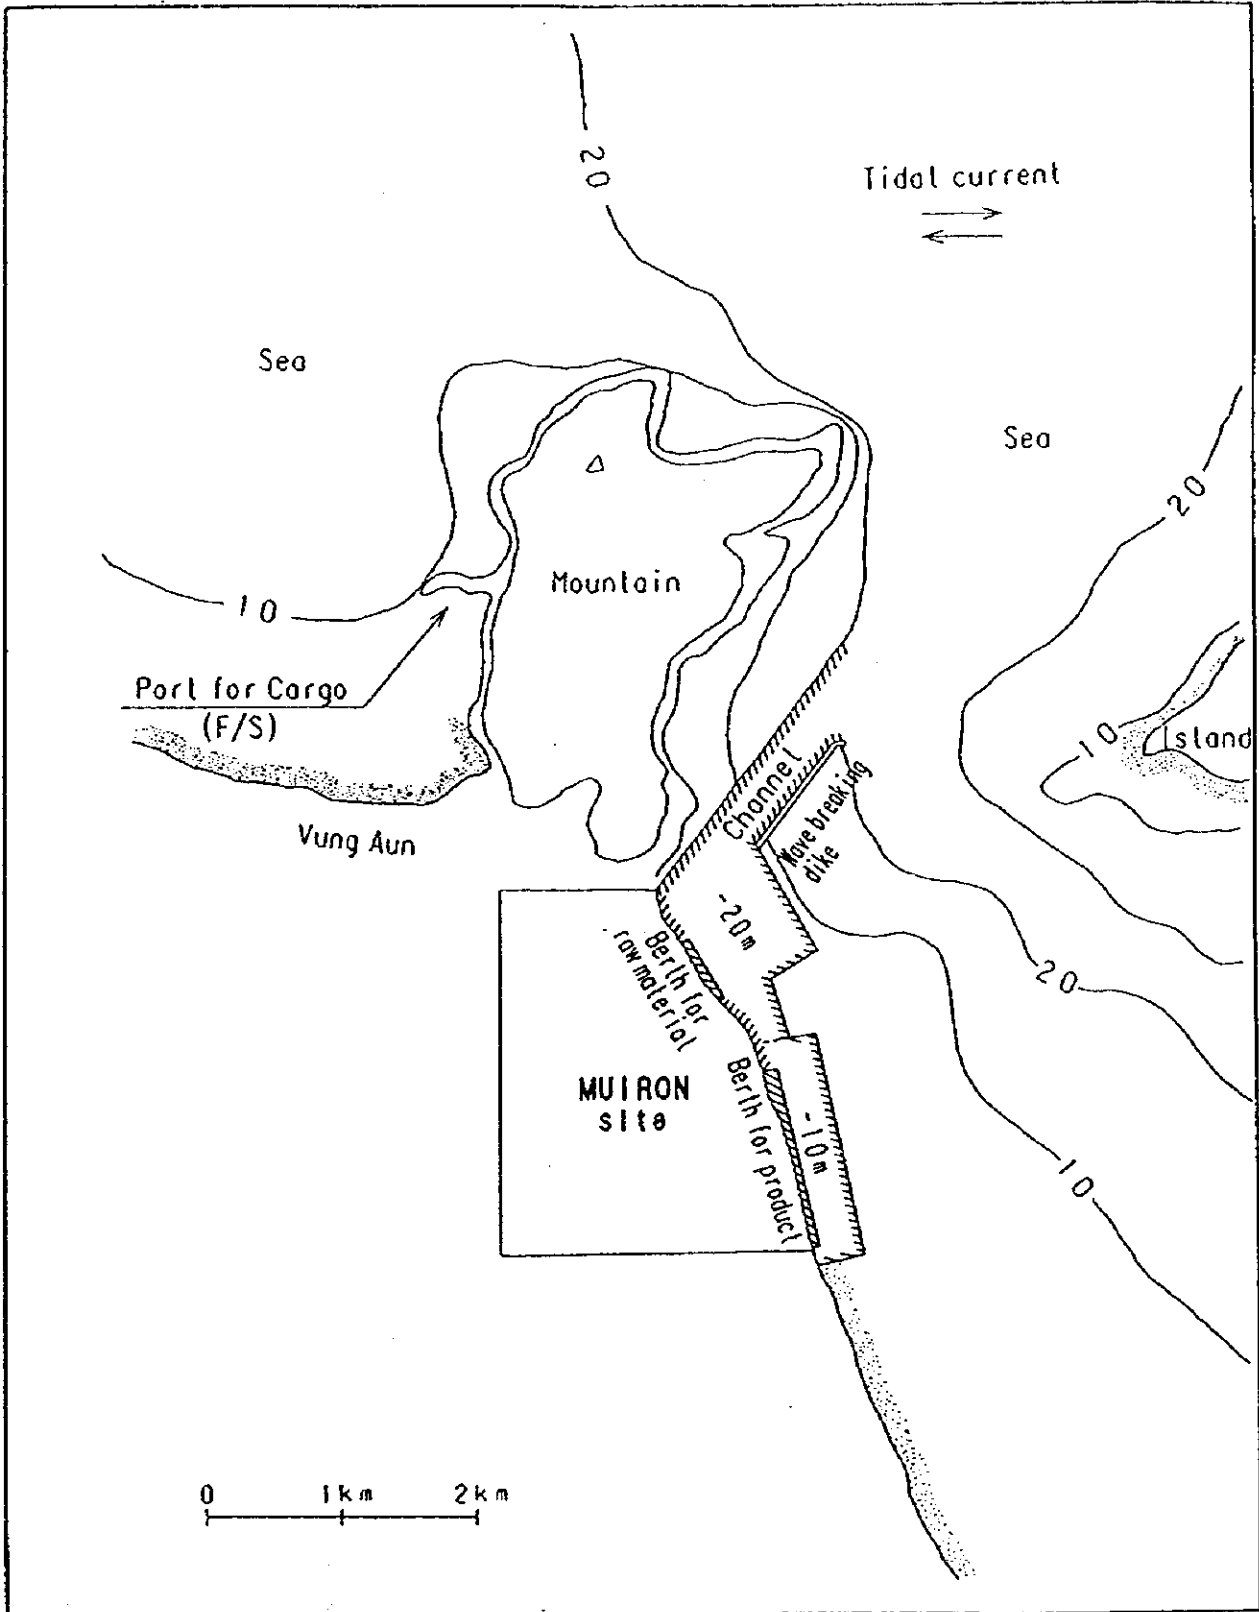 20
Tidal current
Sea
Sea
20
Mountain
10
Port for Cargo
(F/S)
10
Island
Channel
Wave breaking
dike
Vung Aun
-20m
Berth for
raw material
20
MUIRON
site
Berth for product
-10m
10
0 1km 2km